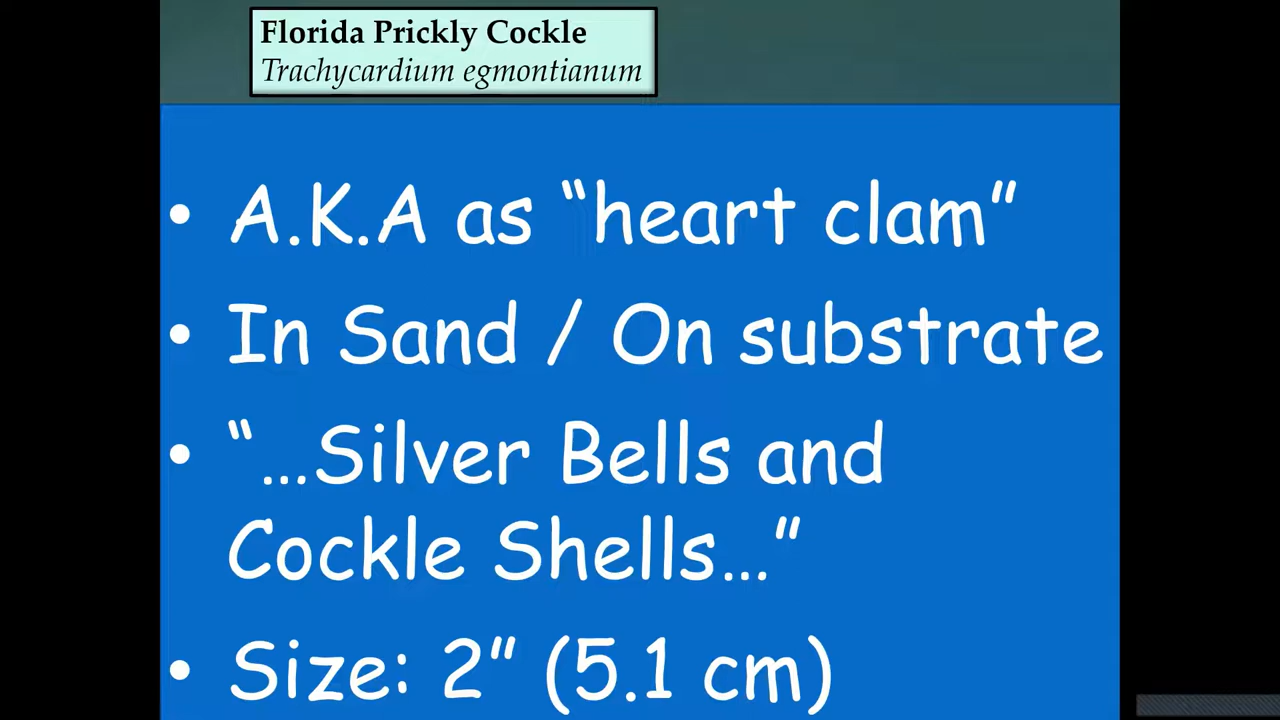 Florida Prickly Cockle
Trachycardium egmontianum
• A.K.A as “heart clam”
• In Sand / On substrate
• “…Silver Bells and
Cockle Shells…”
• Size: 2” (5.1 cm)